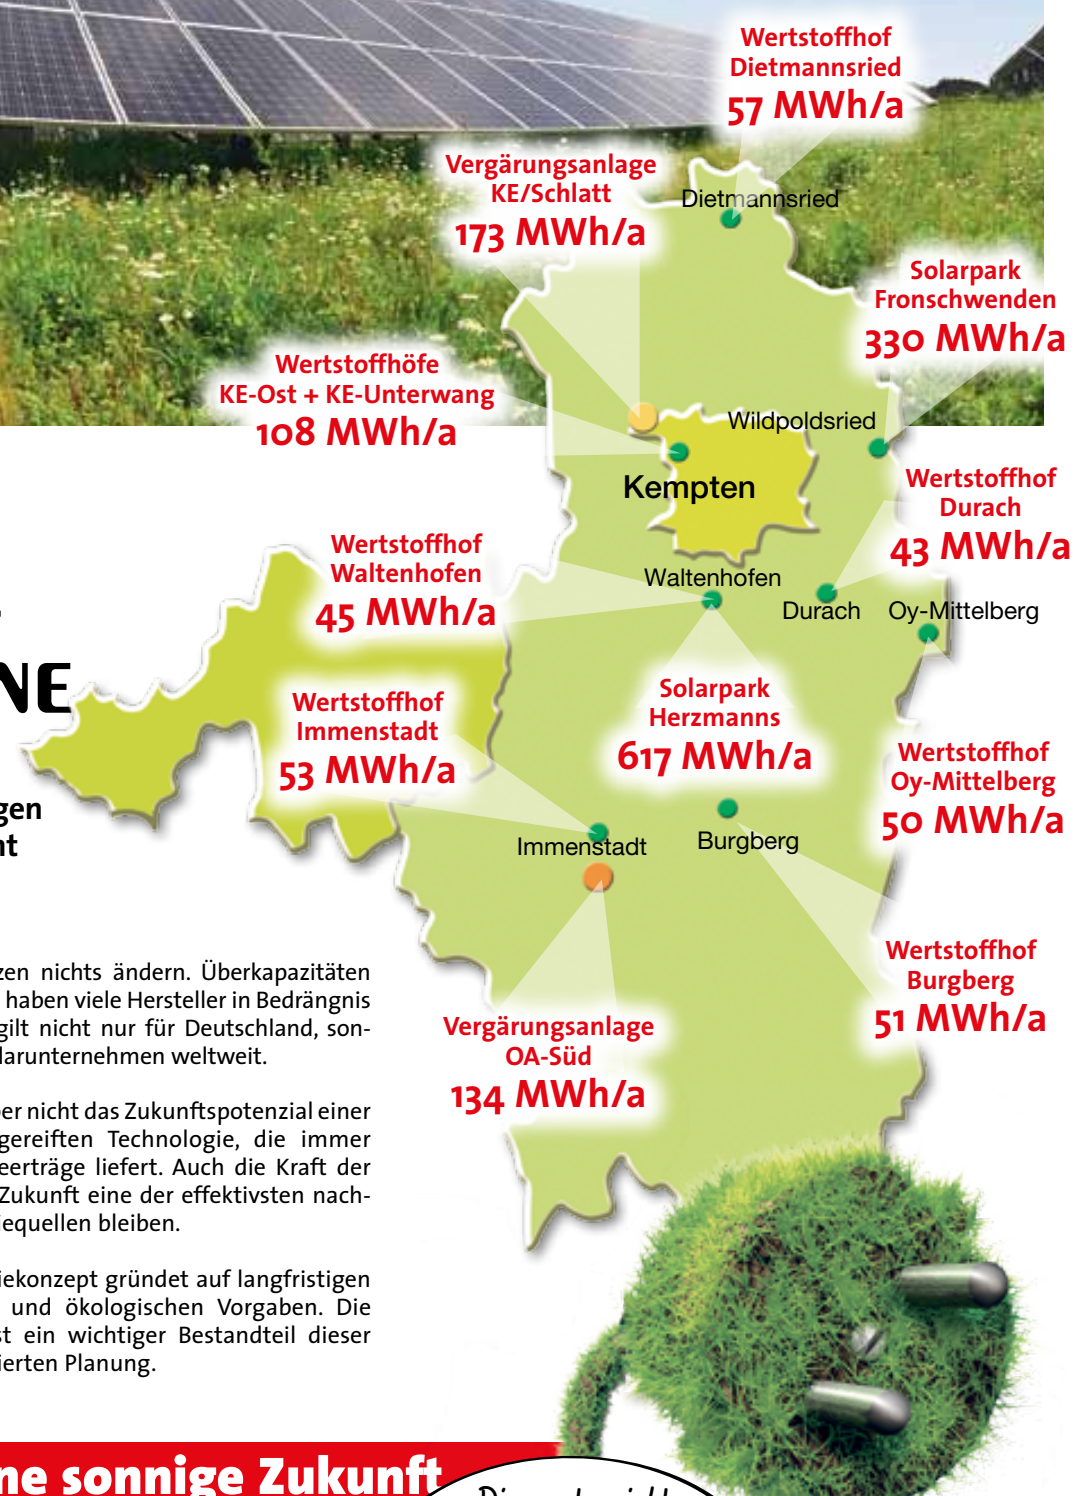 Wertstoffhof
Dietmannsried
57 MWh/a
Vergärungsanlage
KE/Schlatt
173 MWh/a
Dietmannsried
Solarpark
Fronschwenden
330 MWh/a
Wertstoffhöfe
KE-Ost + KE-Unterwang
108 MWh/a
Wildpoldsried
Kempten
Wertstoffhof
Durach
43 MWh/a
Wertstoffhof
Waltenhofen
45 MWh/a
Waltenhofen
Durach
Oy-Mittelberg
NE
Wertstoffhof
Immenstadt
53 MWh/a
Solarpark
Herzmanns
617 MWh/a
Wertstoffhof
Oy-Mittelberg
50 MWh/a
gen
Immenstadt
Burgberg
Wertstoffhof
Burgberg
51 MWh/a
Vergärungsanlage
OA-Süd
134 MWh/a
zen nichts ändern. Überkapazitäten
haben viele Hersteller in Bedrängnis
gilt nicht nur für Deutschland, son-
larunternehmen weltweit.
ber nicht das Zukunftspotenzial einer
gereiften Technologie, die immer
eerträge liefert. Auch die Kraft der
Zukunft eine der effektivsten nach-
iequellen bleiben.
iekonzept gründet auf langfristigen
und ökologischen Vorgaben. Die
st ein wichtiger Bestandteil dieser
ierten Planung.
ne sonnige Zukunft